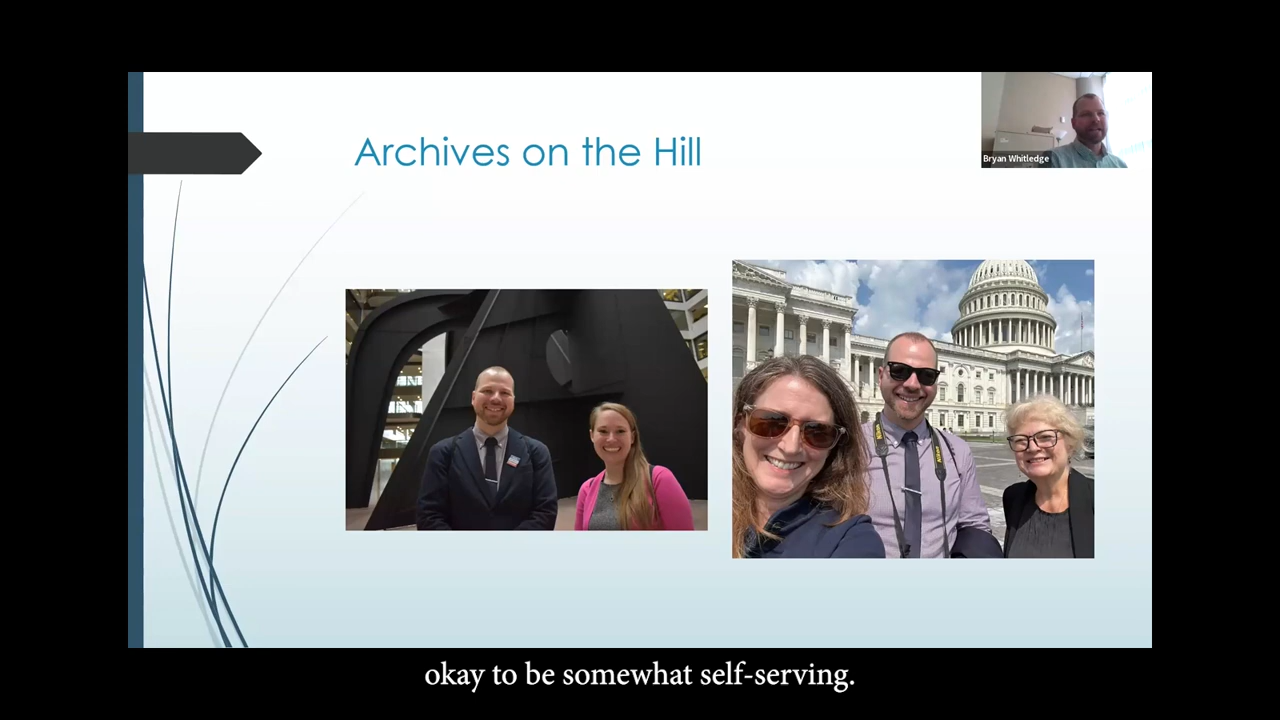 Archives on the Hill
Bryan Whitledge
okay to be somewhat self-serving.